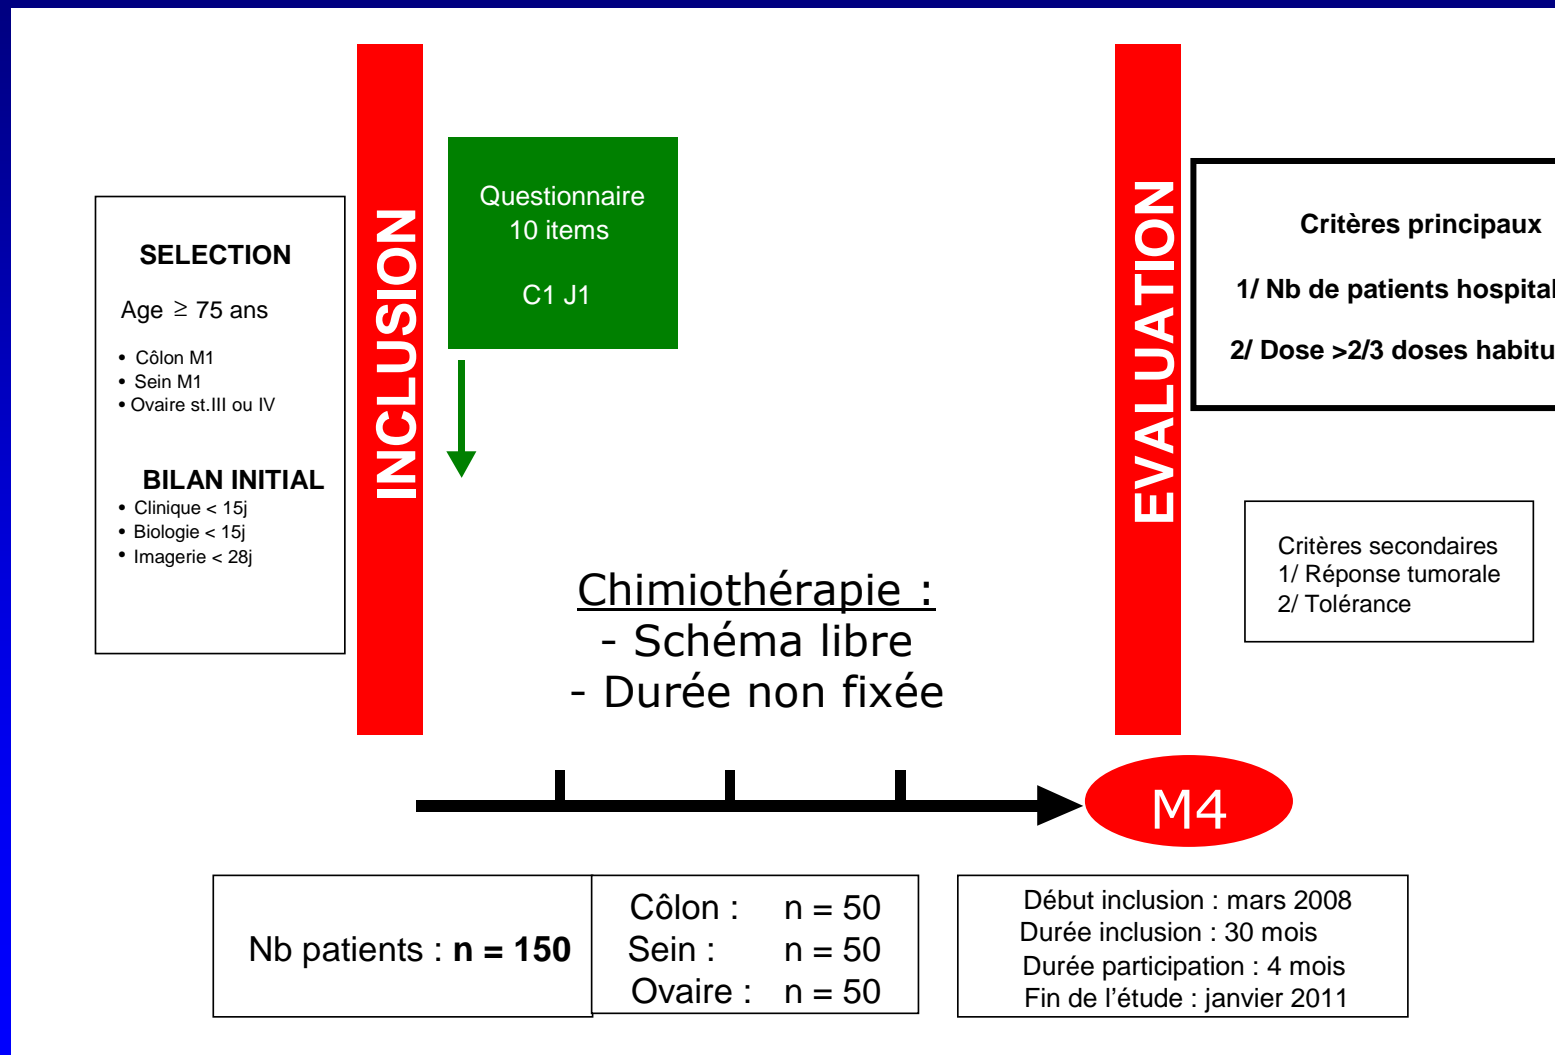 SELECTION
Age ≥ 75 ans
• Côlon M1
• Sein M1
• Ovaire st.III ou IV
BILAN INITIAL
• Clinique < 15j
• Biologie < 15j
• Imagerie < 28j
INCLUSION
Questionnaire
10 items
C1 J1
Chimiothérapie :
- Schéma libre
- Durée non fixée
EVALUATION
Critères principaux
1/ Nb de patients
2/ Dose >2/3 doses
Critères secondaires
1/ Réponse tumorale
2/ Tolérance
M4
Nb patients : n = 150
Côlon : n = 50
Sein : n = 50
Ovaire : n = 50
Début inclusion : mars 2008
Durée inclusion : 30 mois
Durée participation : 4 mois
Fin de l’étude : janvier 2011